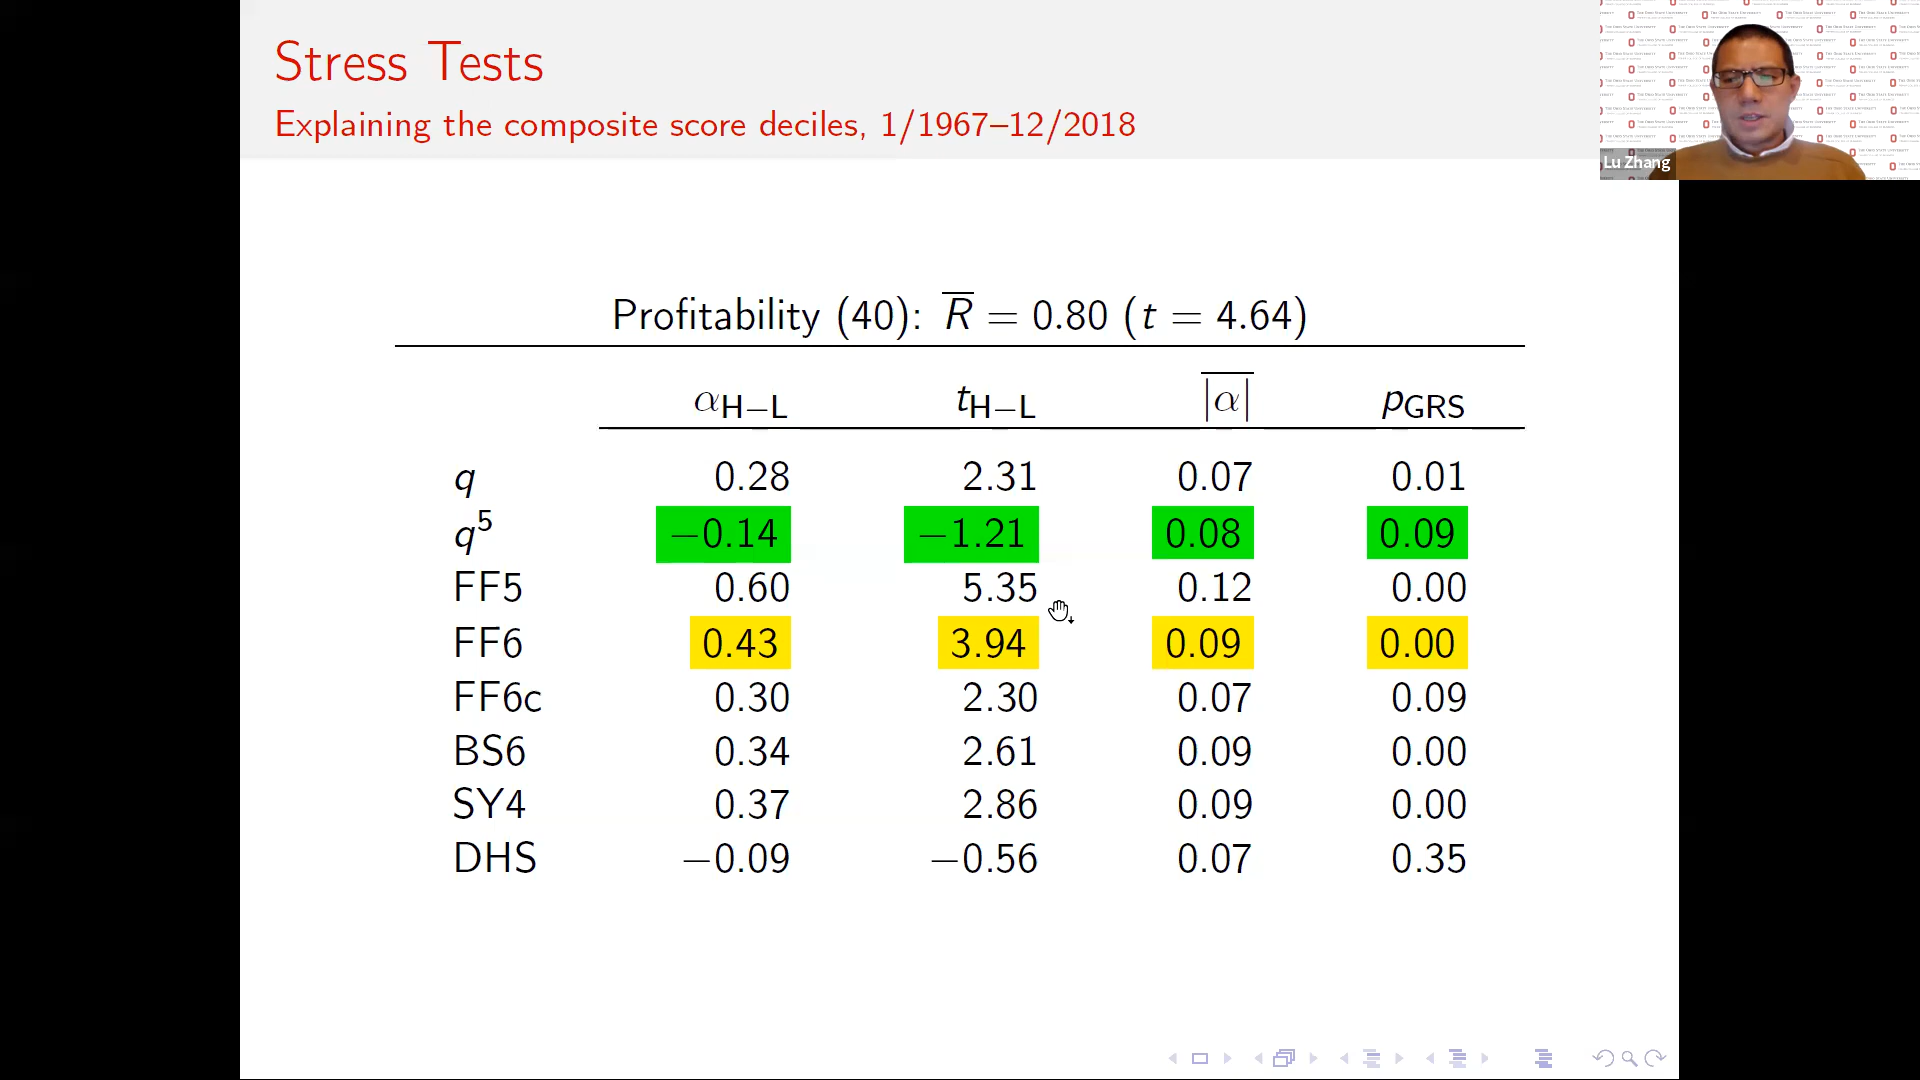 Stress Tests
Explaining the composite score deciles, 1/1967–12/2018
Lu Zhang
Profitability (40): R̅ = 0.80 (t = 4.64)
α_H−L t_H−L |α|̅ p_GRS
q 0.28 2.31 0.07 0.01
q⁵ −0.14 −1.21 0.08 0.09
FF5 0.60 5.35 0.12 0.00
FF6 0.43 3.94 0.09 0.00
FF6c 0.30 2.30 0.07 0.09
BS6 0.34 2.61 0.09 0.00
SY4 0.37 2.86 0.09 0.00
DHS −0.09 −0.56 0.07 0.35